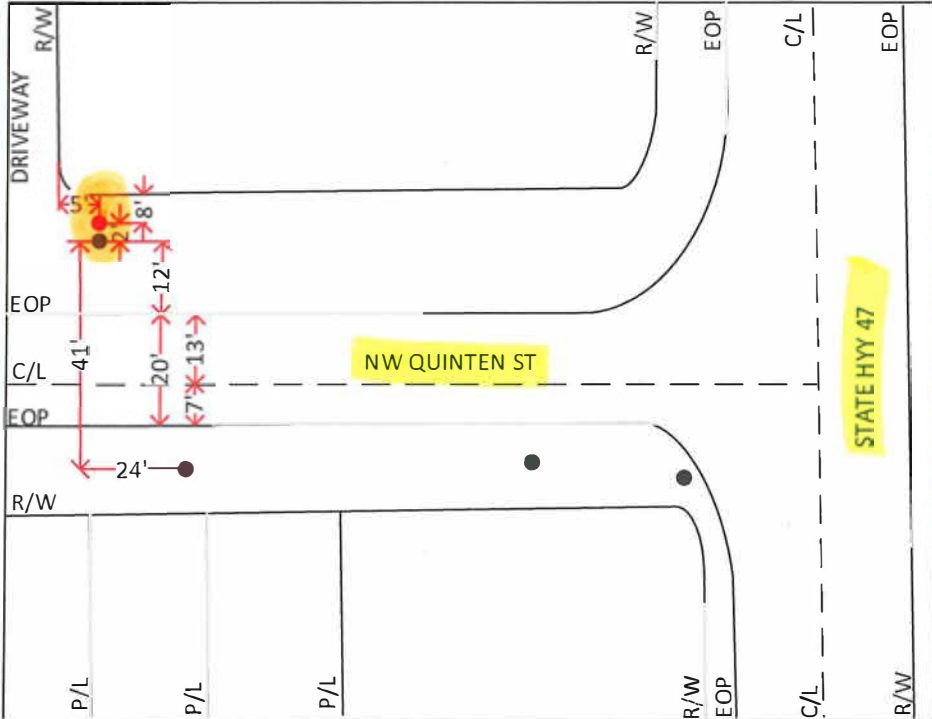 R/W
R/W
EOP
C/L
EOP
DRIVEWAY
5'
8'
2'
12'
EOP
41'
20'
13'
NW QUINTEN ST
STATE HYY 47
C/L
7'
EOP
24'
R/W
P/L
P/L
P/L
R/W
EOP
C/L
R/W